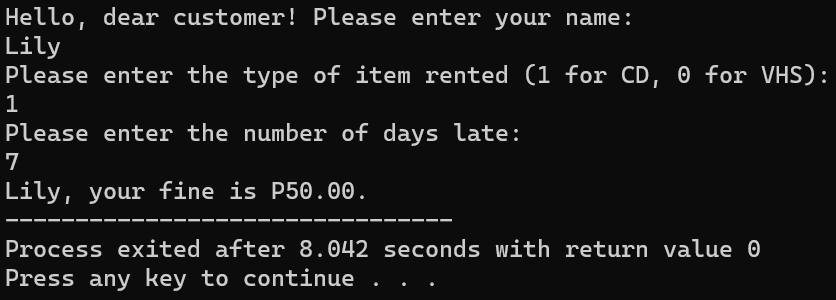 Hello, dear customer! Please enter your name:
Lily
Please enter the type of item rented (1 for CD, 0 for VHS):
1
Please enter the number of days late:
7
Lily, your fine is P50.00.
--------------------------------
Process exited after 8.042 seconds with return value 0
Press any key to continue . . .